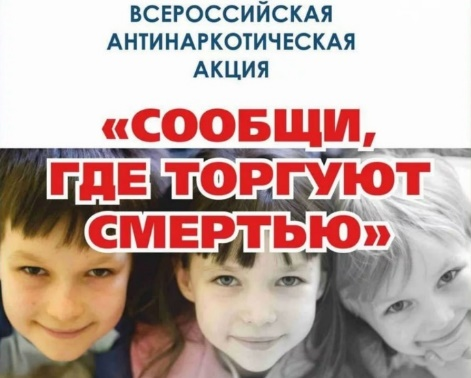 ВСЕРОССИЙСКАЯ
АНТИНАРКОТИЧЕСКАЯ
АКЦИЯ
«СООБЩИ,
ГДЕ ТОРГУЮТ
СМЕРТЬЮ»